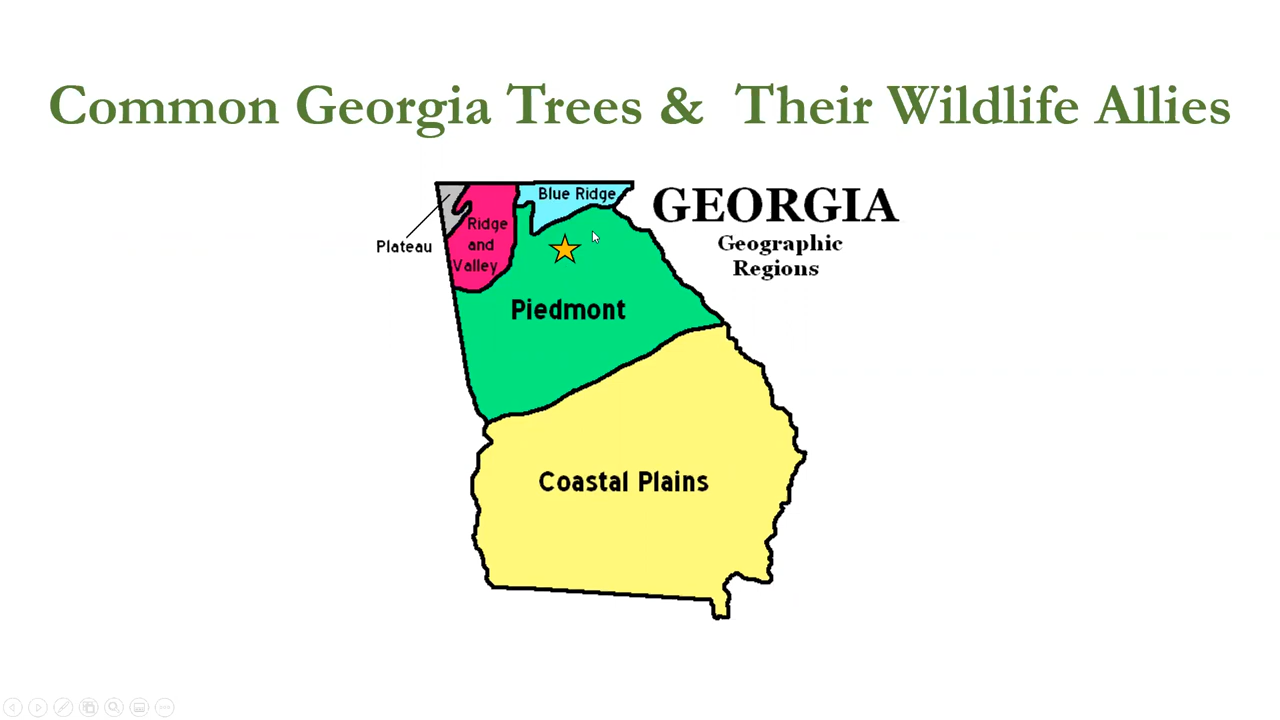 Common Georgia Trees & Their Wildlife Allies
Blue Ridge
GEORGIA
Ridge
and
Valley
Plateau
Geographic
Regions
Piedmont
Coastal Plains